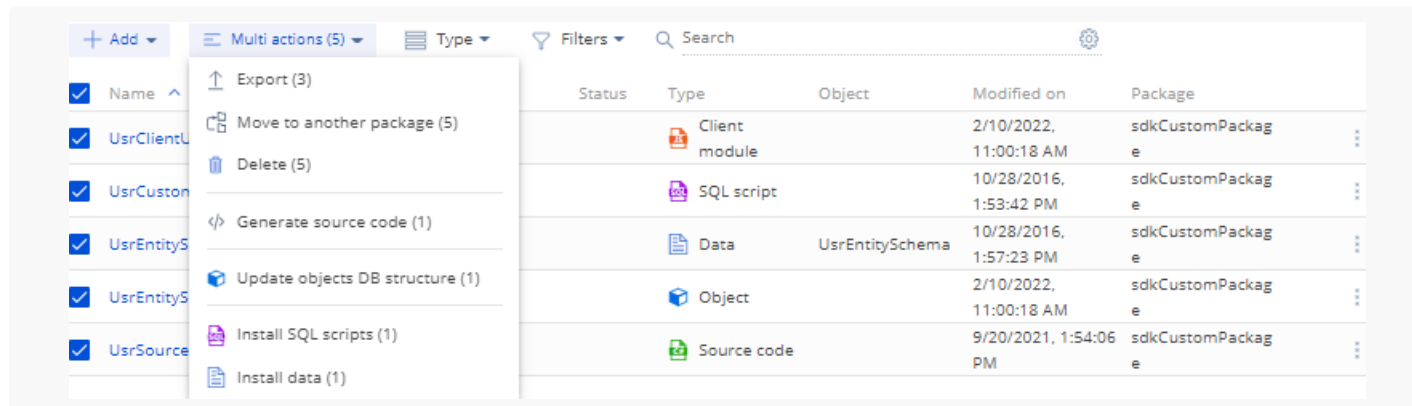 Add Multi actions (5) Type Filters Search
Export (3)
Move to another package (5)
Delete (5)
Generate source code (1)
Update objects DB structure (1)
Install SQL scripts (1)
Install data (1)
Name Status Type Object Modified on Package
UsrClientU Client 2/10/2022, sdkCustomPackag
module 11:00:18 AM e
UsrCustom SQL script 10/28/2016, sdkCustomPackag
1:53:42 PM e
UsrEntityS Data UsrEntitySchema 10/28/2016, sdkCustomPackag
1:57:23 PM e
UsrEntityS Object 2/10/2022, sdkCustomPackag
11:00:18 AM e
UsrSource Source code 9/20/2021, 1:54:06 sdkCustomPackag
PM e